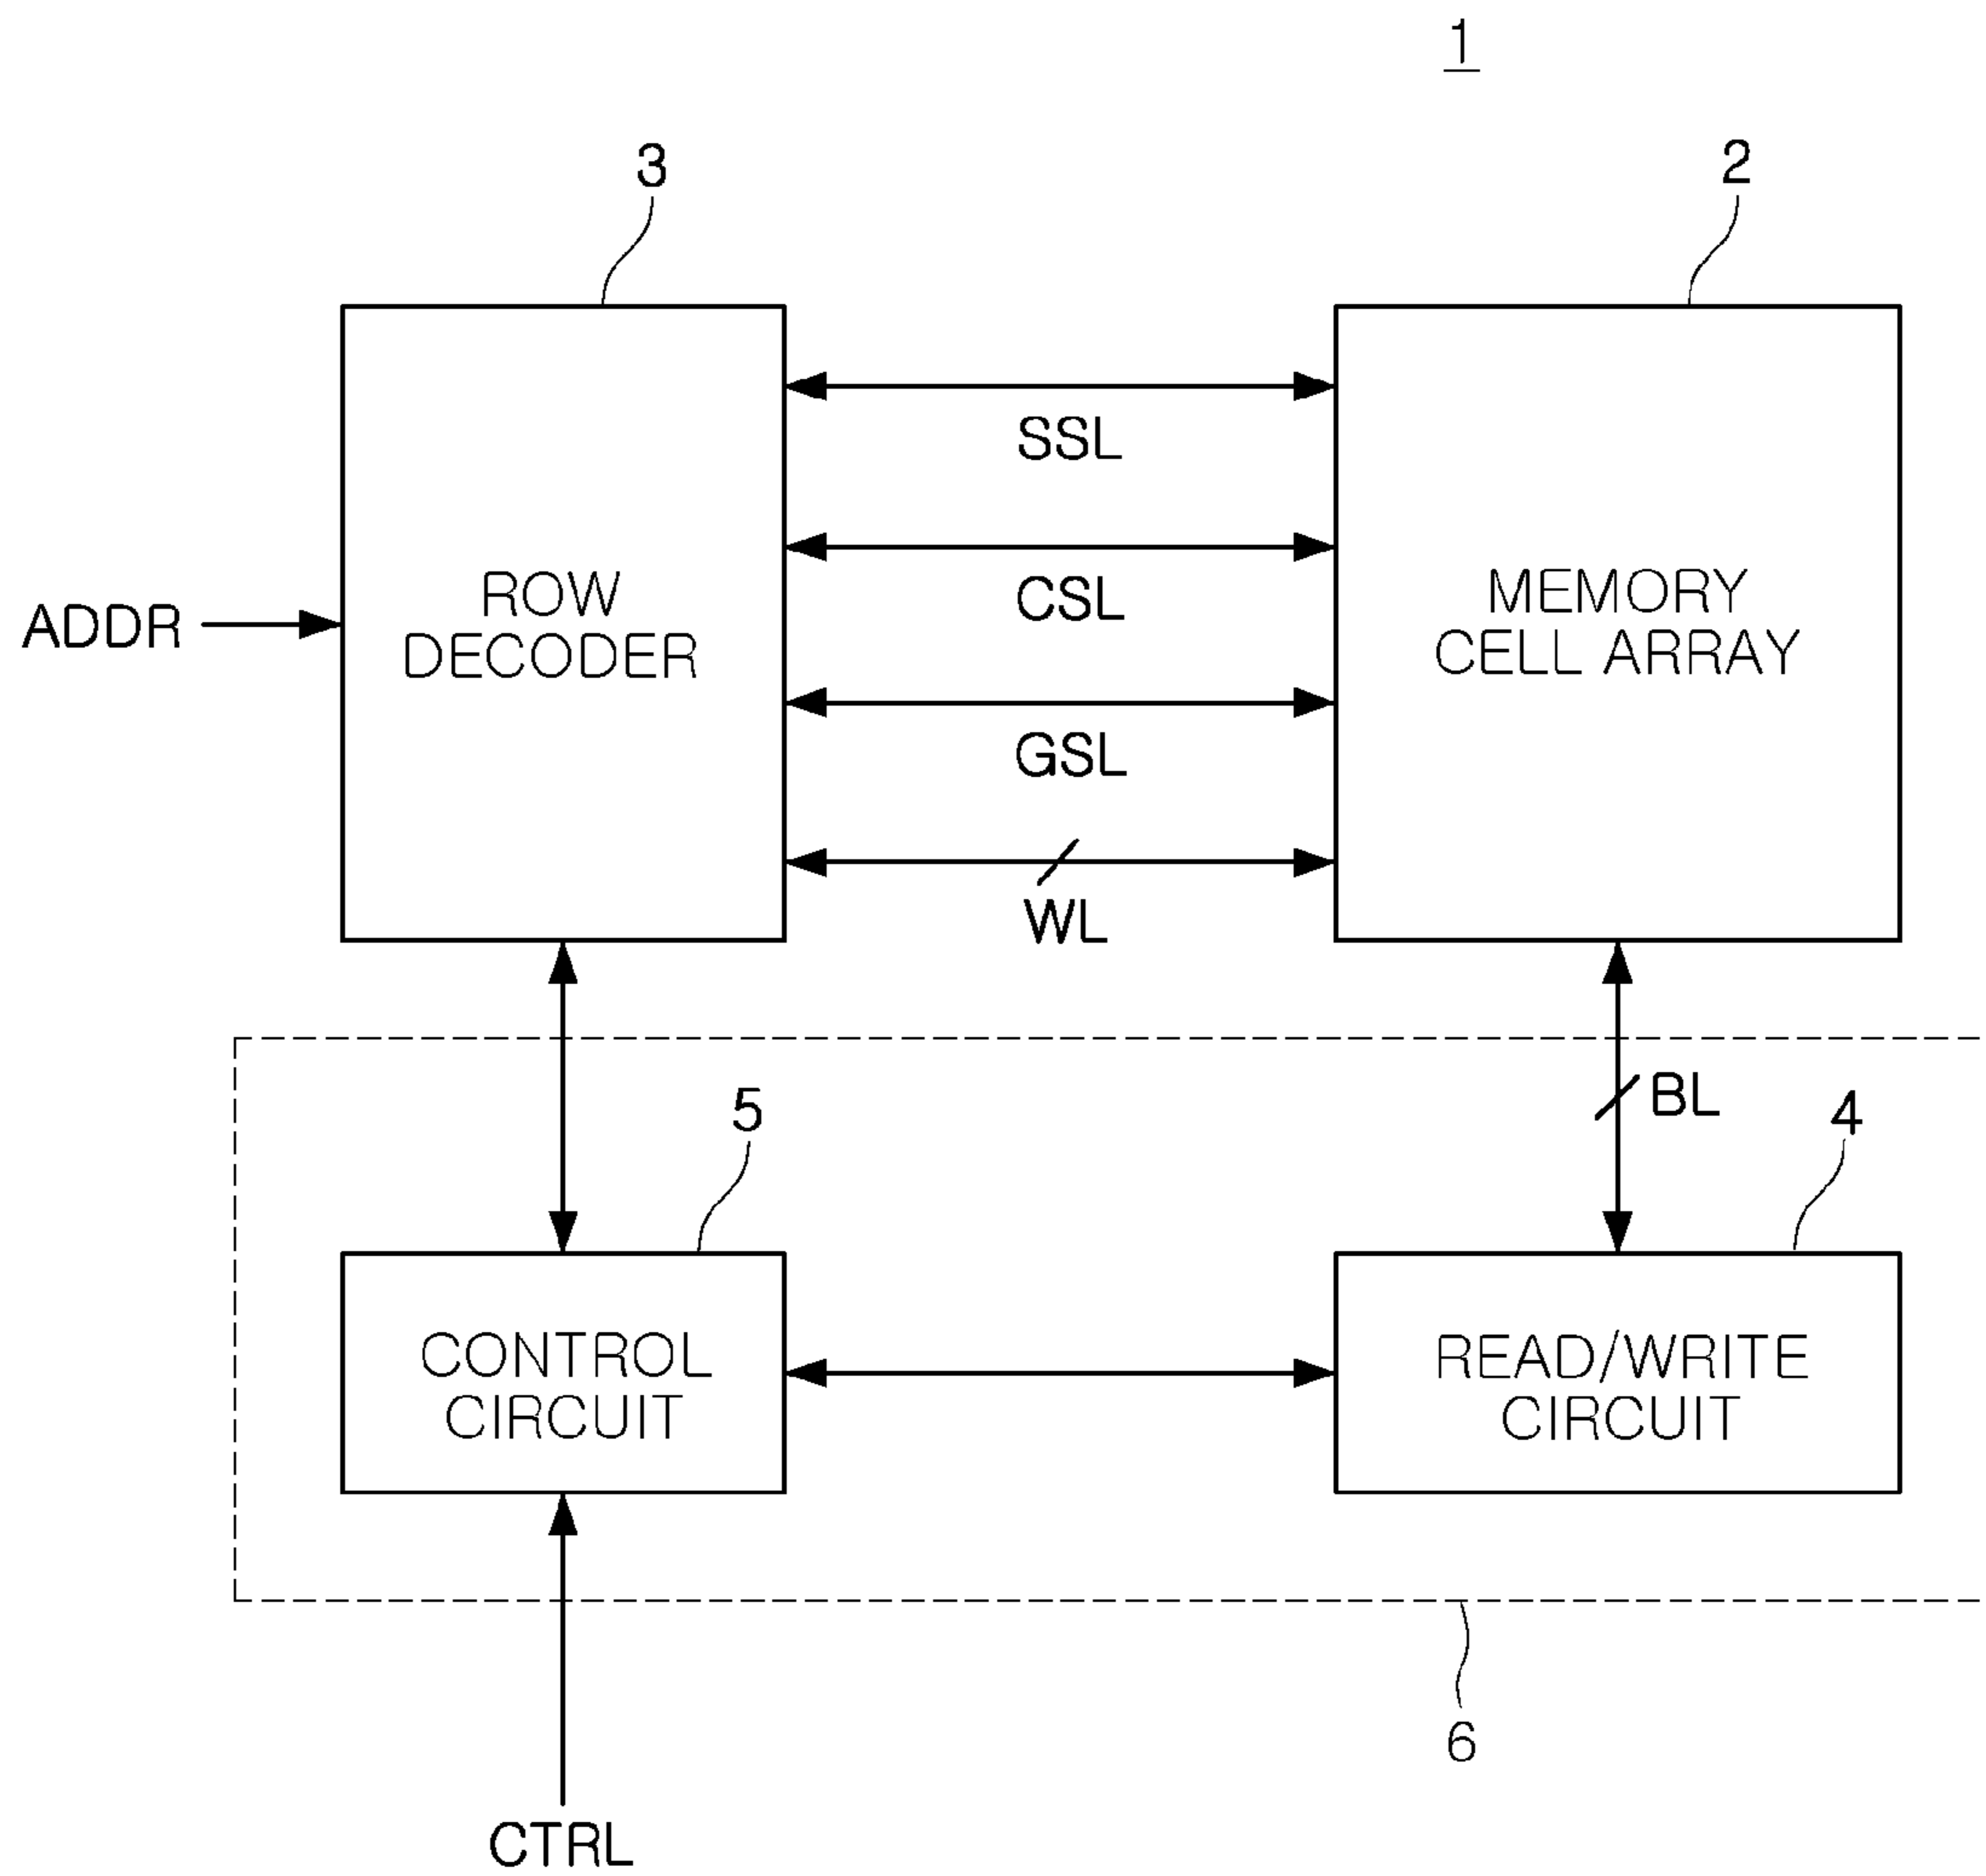 1
3
2
SSL
ROW
DECODER
MEMORY
CELL ARRAY
CSL
ADDR
GSL
WL
BL
5
4
CONTROL
CIRCUIT
READ/WRITE
CIRCUIT
6
CTRL